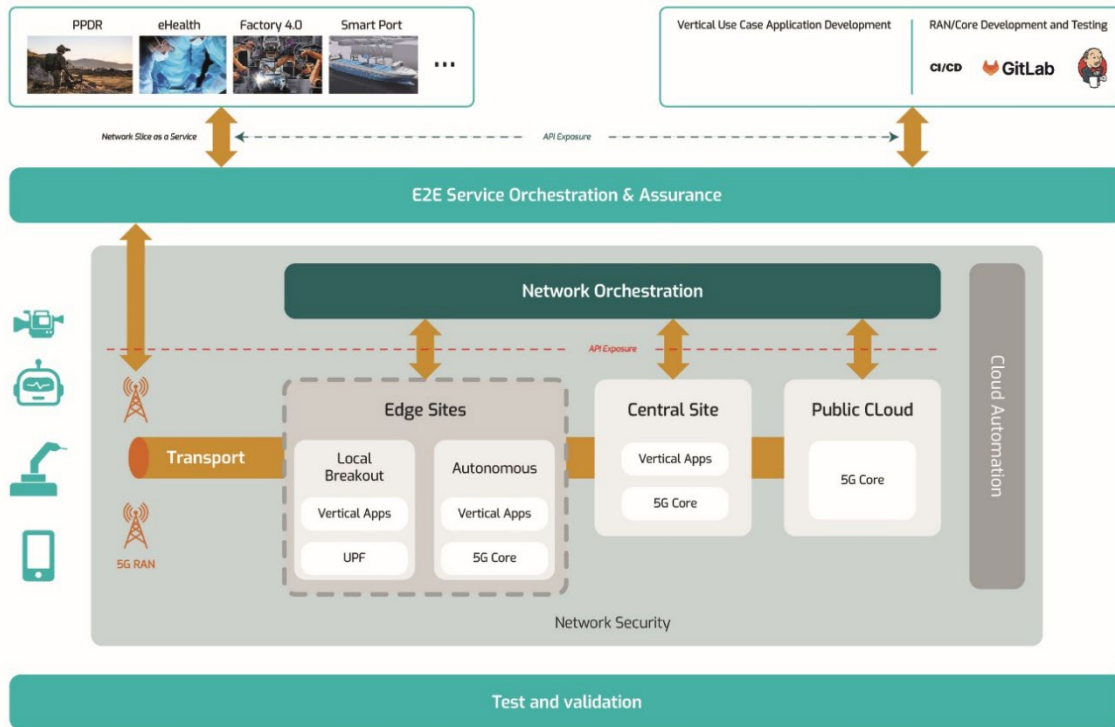 PPDR
eHealth
Factory 4.0
Smart Port
...
Vertical Use Case Application Development
RAN/Core Development and Testing
CI/CD
GitLab
Network Slice as a Service
API Exposure
E2E Service Orchestration & Assurance
Network Orchestration
API Exposure
Cloud Automation
Edge Sites
Central Site
Public CLoud
Transport
Local
Breakout
Autonomous
Vertical Apps
5G Core
Vertical Apps
Vertical Apps
5G Core
UPF
5G Core
5G RAN
Network Security
Test and validation